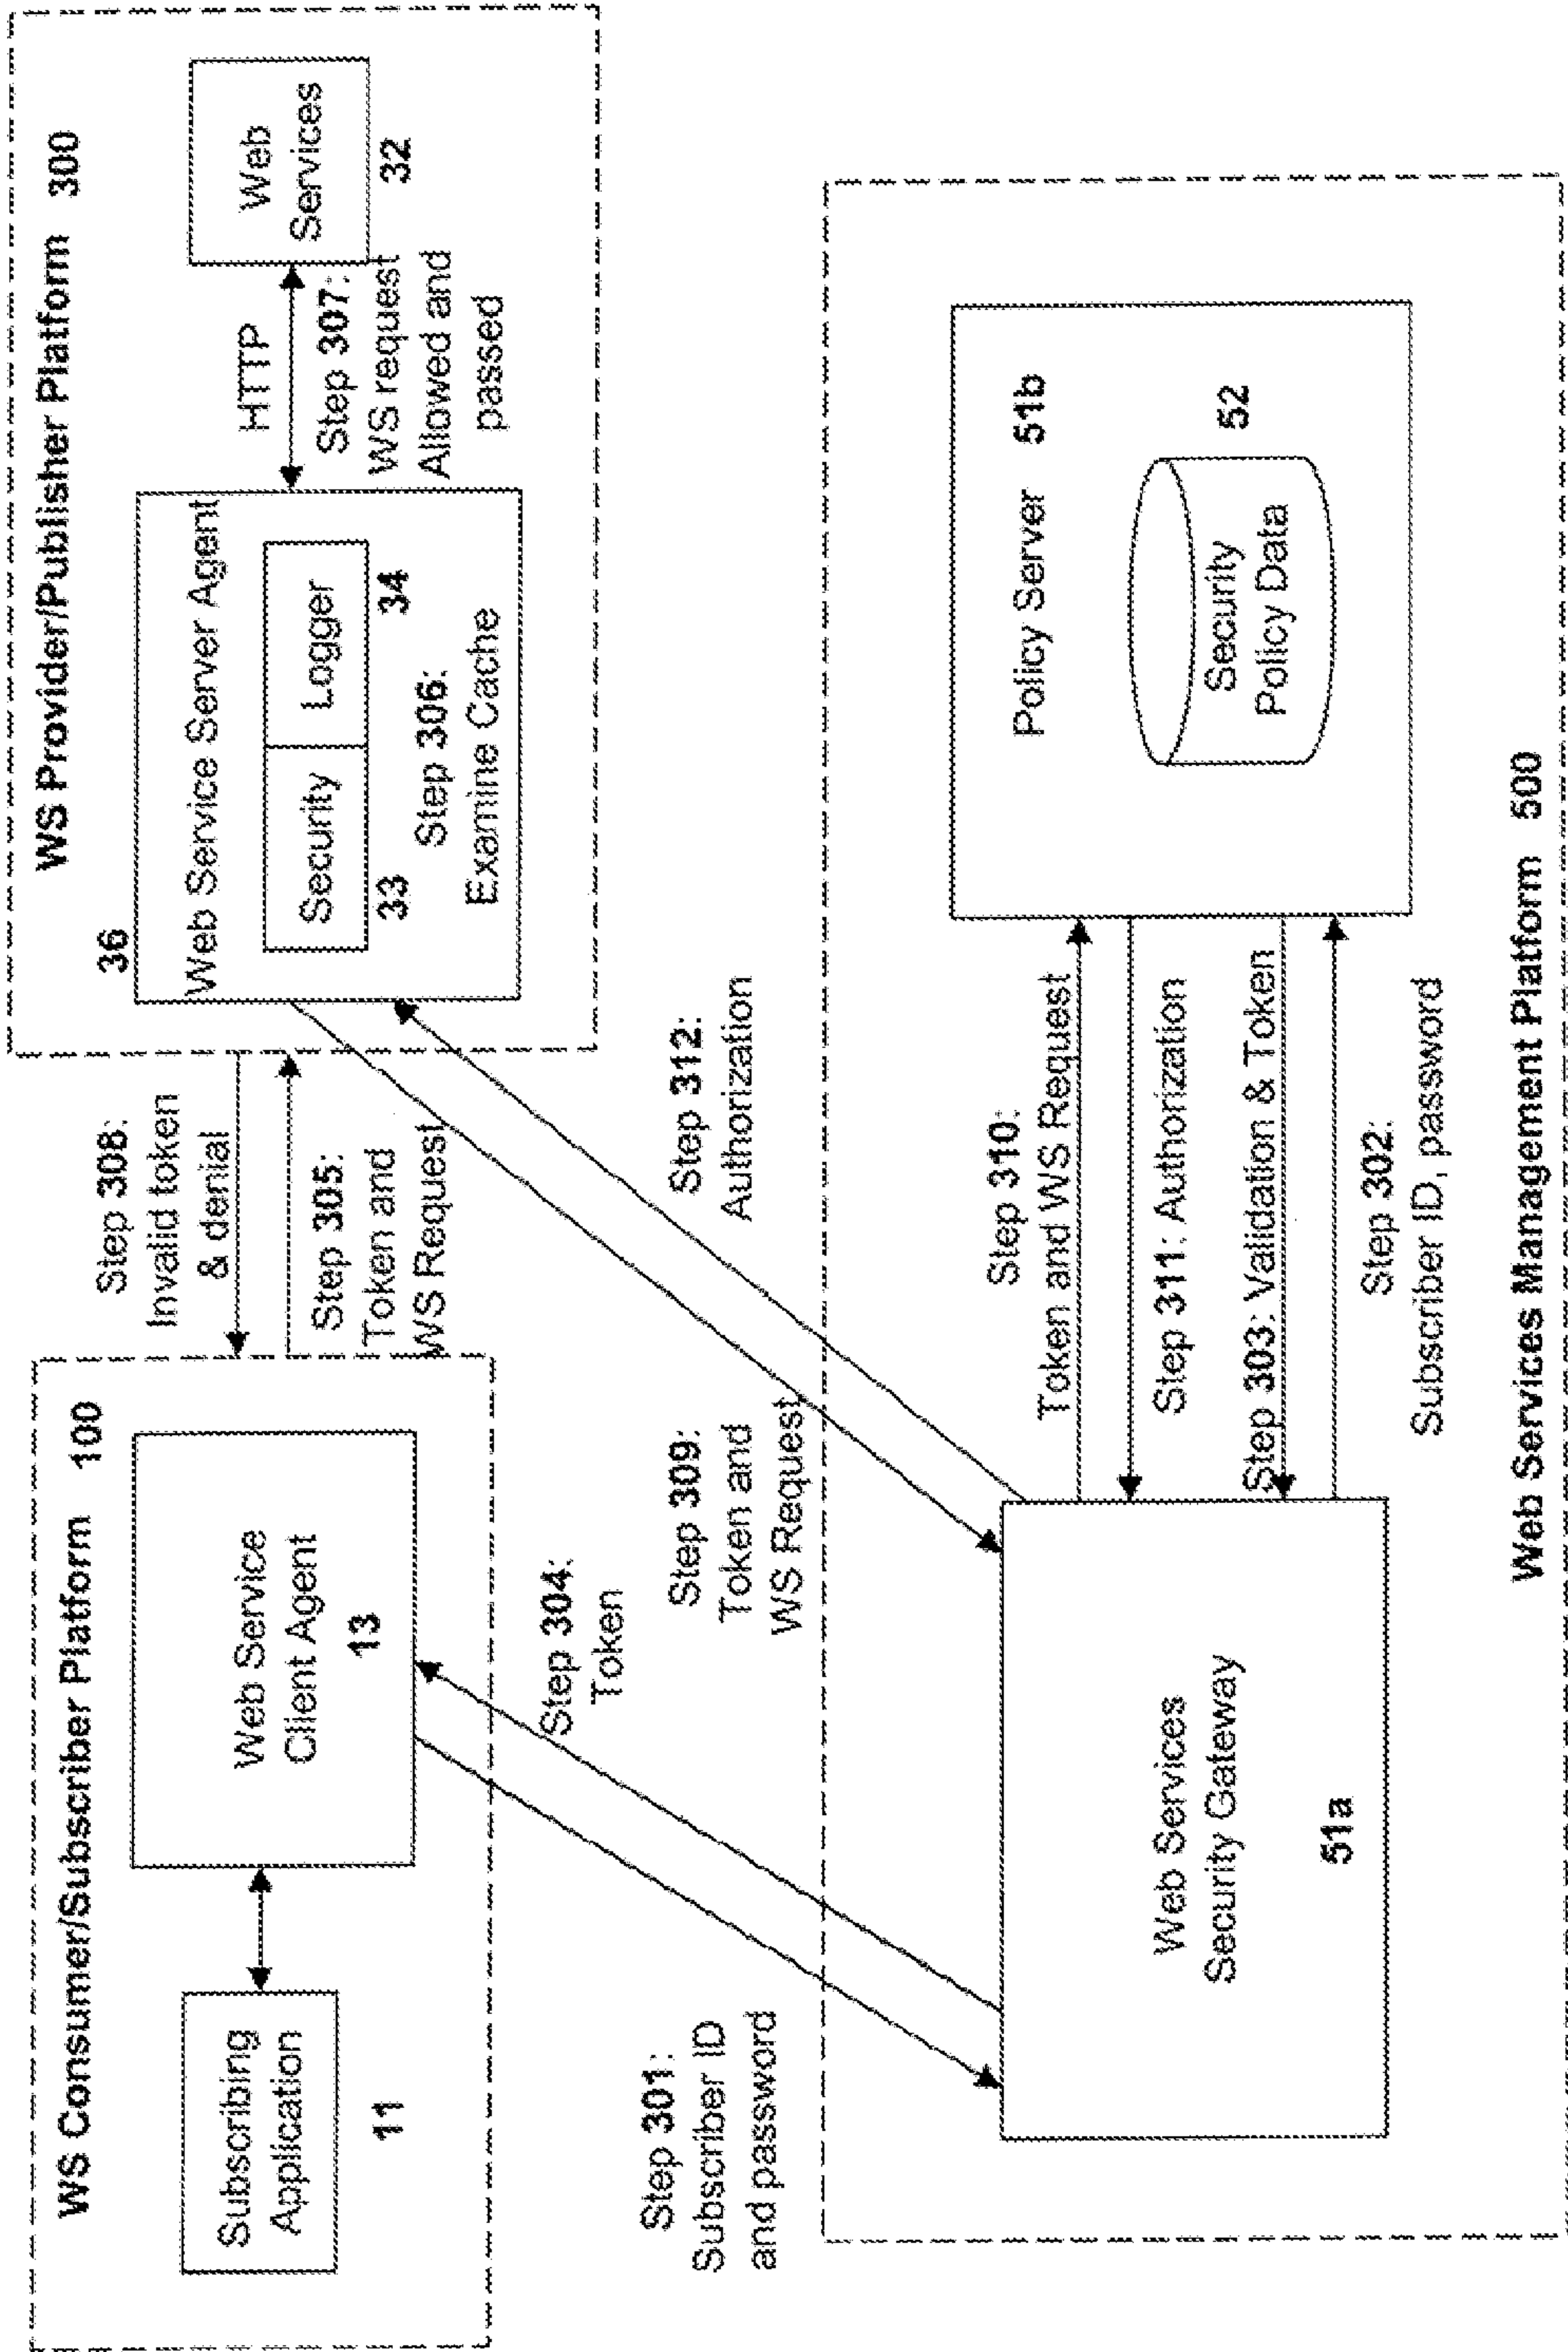 WS Consumer/Subscriber Platform 100
Subscribing
Application
11
Web Service
Client Agent
13
Step 308:
Invalid token
& denial
Step 305:
Token and
WS Request
WS Provider/Publisher Platform 300
36
Web Service Server Agent
Security
Logger
33
34
Step 306:
Examine Cache
HTTP
Step 307:
WS request
Allowed and
passed
Web
Services
32
Step 301:
Subscriber ID
and password
Step 304:
Token
Step 309:
Token and
WS Request
Step 312:
Authorization
Web Services
Security Gateway
51a
Step 310:
Token and WS Request
Step 311: Authorization
Step 303: Validation & Token
Step 302:
Subscriber ID, password
Policy Server 51b
52
Security
Policy Data
Web Services Management Platform 500